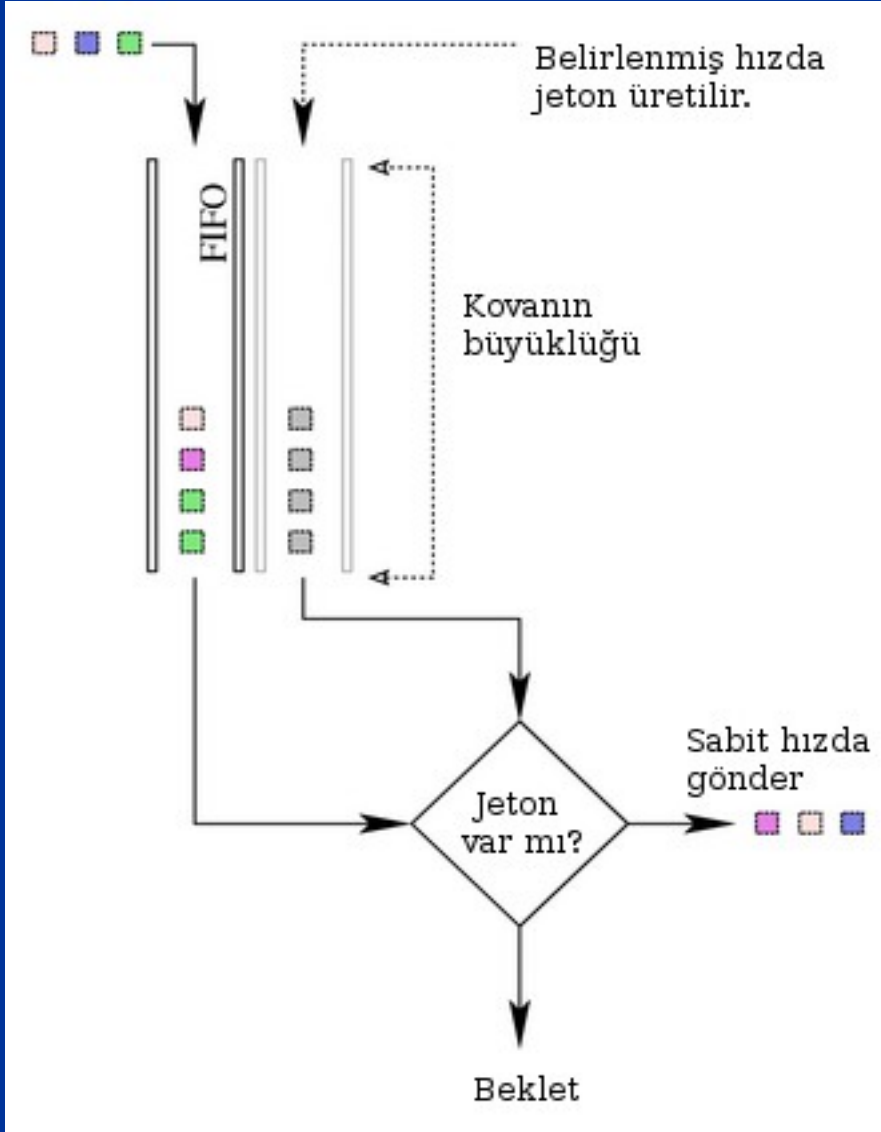 Belirlenmiş hızda
jeton üretilir.
FIFO
Kovanın
büyüklüğü
Sabit hızda
gönder
Jeton
var mı?
Beklet